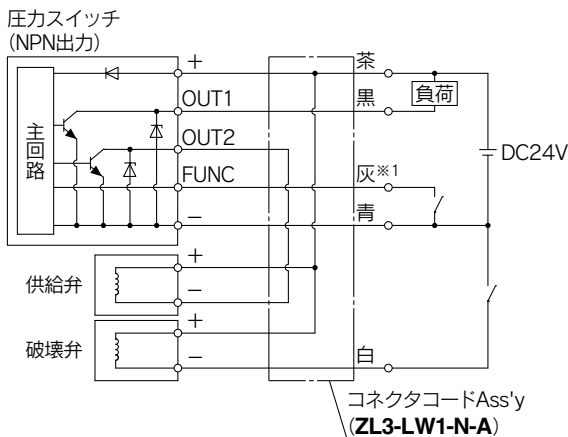 圧力スイッチ
(NPN出力)
主回路
+
OUT1
OUT2
FUNC
−
茶
黒
灰※1
青
負荷
DC24V
供給弁
+
−
破壊弁
+
−
白
コネクタコードAss'y
(ZL3-LW1-N-A)